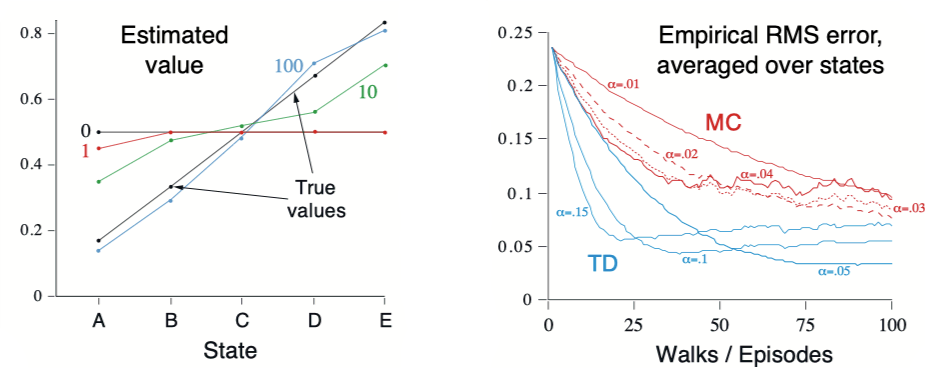 Estimated
value
0.8
0.6
0.4
0.2
0
0
1
10
100
True
values
A B C D E
State
Empirical RMS error,
averaged over states
0.25
0.2
0.15
0.1
0.05
0
α=.01
MC
α=.02
α=.04
α=.03
α=.15
TD
α=.1
α=.05
0 25 50 75 100
Walks / Episodes